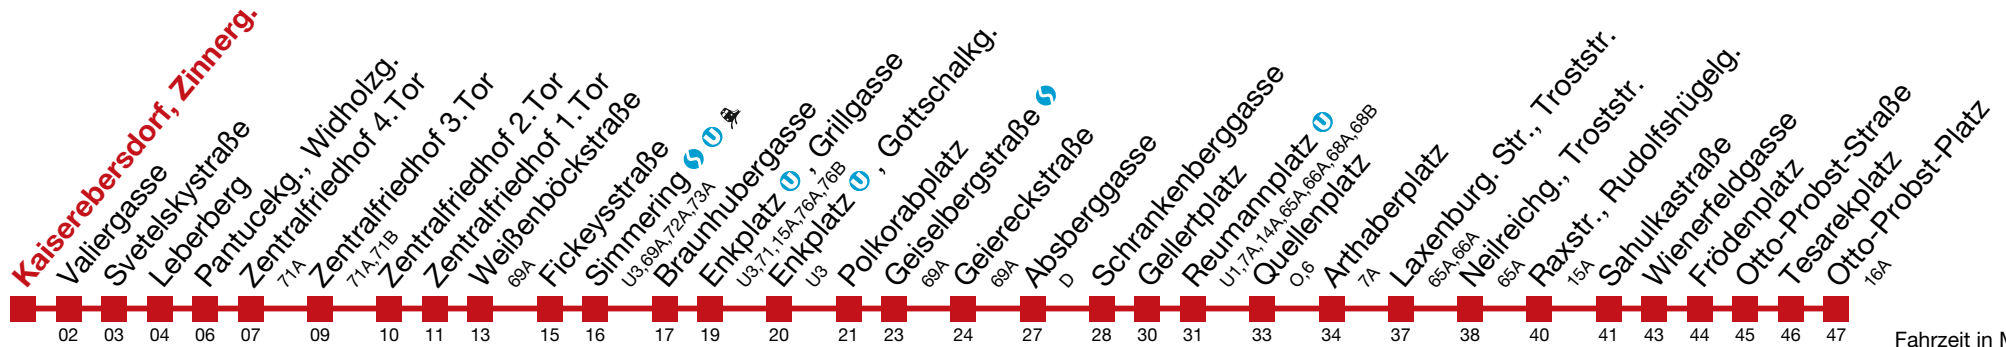 Kaiserebersdorf, Zinnerg.
Valiergasse
Svetelskystraße
Leberberg
Pantucekg., Widholzg.
Zentralfriedhof 4.Tor
71A
Zentralfriedhof 3.Tor
71A,71B
Zentralfriedhof 2.Tor
Zentralfriedhof 1.Tor
Weißenböckstraße
69A
Fickeysstraße
Simmering
U3,69A,72A,73A
Braunhubergasse
Enkplatz U, Grillgasse
U3,71,15A,76A,76B
Enkplatz U, Gottschalkg.
U3
Polkorabplatz
Geiselbergstraße
69A
Geiereckstraße
69A
Absberggasse
D
Schrankenberggasse
Gellertplatz
Reumannplatz U
U1,7A,14A,65A,66A,68A,68B
Quellenplatz
O,6
Arthaberplatz
7A
Laxenburg. Str., Troststr.
65A,66A
Neilreichg., Troststr.
65A
Raxstr., Rudolfshügelg.
15A
Sahulkastraße
Wienerfeldgasse
Frödenplatz
Otto-Probst-Straße
Tesarekplatz
Otto-Probst-Platz
16A
02 03 04 06 07 09 10 11 13 15 16 17 19 20 21 23 24 27 28 30 31 33 34 37 38 40 41 43 44 45 46 47
Fahrzeit in M